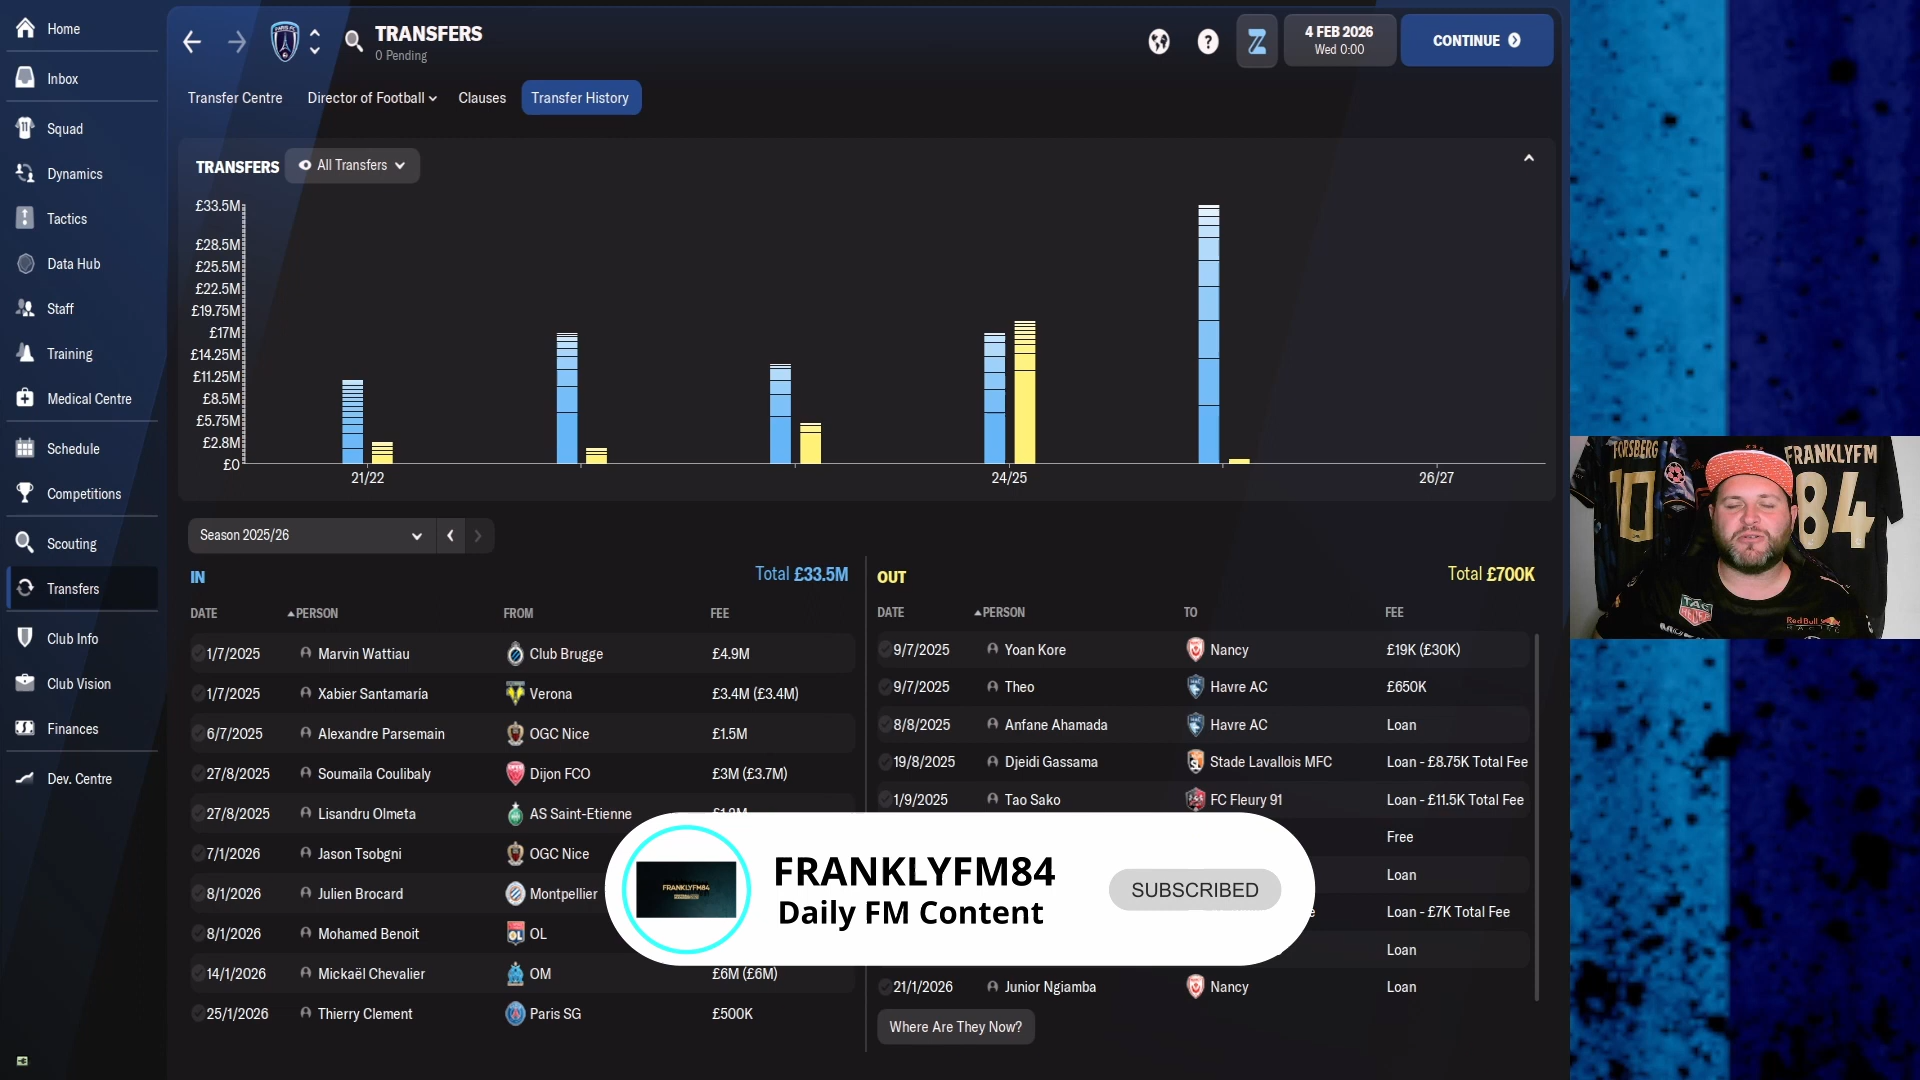 Home
Inbox
Squad
Dynamics
Tactics
Data Hub
Staff
Training
Medical Centre
Schedule
Competitions
Scouting
Transfers
Club Info
Club Vision
Finances
Dev. Centre
TRANSFERS
0 Pending
4 FEB 2026
Wed 0:00
CONTINUE
Transfer Centre Director of Football Clauses Transfer History
TRANSFERS All Transfers
£33.5M
£28.5M
£25.5M
£22.5M
£19.75M
£17M
£14.25M
£11.25M
£8.5M
£5.75M
£2.8M
£0
21/22 24/25 26/27
Season 2025/26
IN Total £33.5M
DATE PERSON FROM FEE
1/7/2025 Marvin Wattiau Club Brugge £4.9M
1/7/2025 Xabier Santamaría Verona £3.4M (£3.4M)
6/7/2025 Alexandre Parsemain OGC Nice £1.5M
27/8/2025 Soumaïla Coulibaly Dijon FCO £3M (£3.7M)
27/8/2025 Lisandru Olmeta AS Saint-Etienne
7/1/2026 Jason Tsobgni OGC Nice
8/1/2026 Julien Brocard Montpellier
8/1/2026 Mohamed Benoit OL
14/1/2026 Mickaël Chevalier OM £6M (£6M)
25/1/2026 Thierry Clement Paris SG £500K
OUT Total £700K
DATE PERSON TO FEE
9/7/2025 Yoan Kore Nancy £19K (£30K)
9/7/2025 Theo Havre AC £650K
8/8/2025 Anfane Ahamada Havre AC Loan
19/8/2025 Djeidi Gassama Stade Lavallois MFC Loan - £8.75K Total Fee
1/9/2025 Tao Sako FC Fleury 91 Loan - £11.5K Total Fee
Free
Loan
Loan - £7K Total Fee
Loan
21/1/2026 Junior Ngiamba Nancy Loan
Where Are They Now?
FRANKLYFM84
FRANKLYFM84
Daily FM Content
SUBSCRIBED
FORSBERG
10
FRANKLYFM
84
TAG
HEUER
Red Bull
RACING